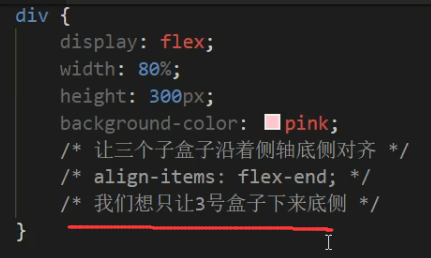 div {
display: flex;
width: 80%;
height: 300px;
background-color: pink;
/* 让三个子盒子沿着侧轴底侧对齐 */
/* align-items: flex-end; */
/* 我们想只让3号盒子下来底侧 */
}